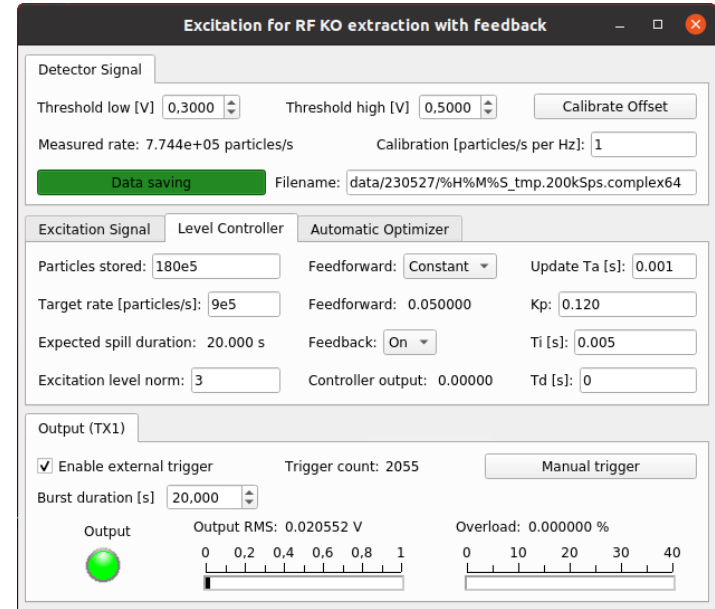 Excitation for RF KO extraction with feedback
Detector Signal
Threshold low [V] 0,3000 Threshold high [V] 0,5000 Calibrate Offset
Measured rate: 7.744e+05 particles/s Calibration [particles/s per Hz]: 1
Data saving Filename: data/230527/%H%M%S_tmp.200kSps.complex64
Excitation Signal Level Controller Automatic Optimizer
Particles stored: 180e5 Feedforward: Constant Update Ta [s]: 0.001
Target rate [particles/s]: 9e5 Feedforward: 0.050000 Kp: 0.120
Expected spill duration: 20.000 s Feedback: On Ti [s]: 0.005
Excitation level norm: 3 Controller output: 0.00000 Td [s]: 0
Output (TX1)
Enable external trigger Trigger count: 2055 Manual trigger
Burst duration [s] 20,000
Output Output RMS: 0.020552 V Overload: 0.000000 %
0 0,2 0,4 0,6 0,8 1 0 10 20 30 40